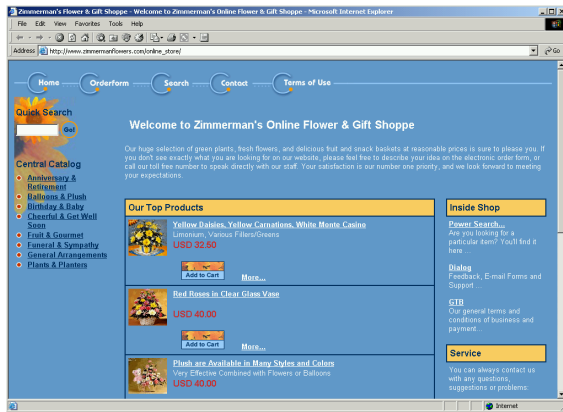 Zimmerman's Flower & Gift Shoppe - Welcome to Zimmerman's Online Flower & Gift Shoppe - Microsoft Internet Explorer
File Edit View Favorites Tools Help
Address http://www.zimmermanflowers.com/online_store/ Go
Home Orderform Search Contact Terms of Use
Quick Search
Go!
Central Catalog
Anniversary &
Retirement
Balloons & Plush
Birthday & Baby
Cheerful & Get Well
Soon
Fruit & Gourmet
Funeral & Sympathy
General Arrangements
Plants & Planters
Welcome to Zimmerman's Online Flower & Gift Shoppe
Our huge selection of green plants, fresh flowers, and delicious fruit and snack baskets at reasonable prices is sure to please you. If
you don't see exactly what you are looking for on our website, please feel free to describe your idea on the electronic order form, or
call our toll free number to speak directly with our staff. Your satisfaction is our number one priority, and we look forward to meeting
your expectations.
Our Top Products
Yellow Daisies, Yellow Carnations, White Monte Casino
Limonium, Various Fillers/Greens
USD 32.50
Add to Cart More...
Red Roses in Clear Glass Vase
USD 40.00
Add to Cart More...
Plush are Available in Many Styles and Colors
Very Effective Combined with Flowers or Balloons
USD 40.00
Inside Shop
Power Search...
Are you looking for a
particular item? You'll find it
here ...
Dialog
Feedback, E-mail Forms and
Support ...
GTB
Our general terms and
conditions of business and
payment...
Service
You can always contact us
with any questions,
suggestions or problems:
Internet